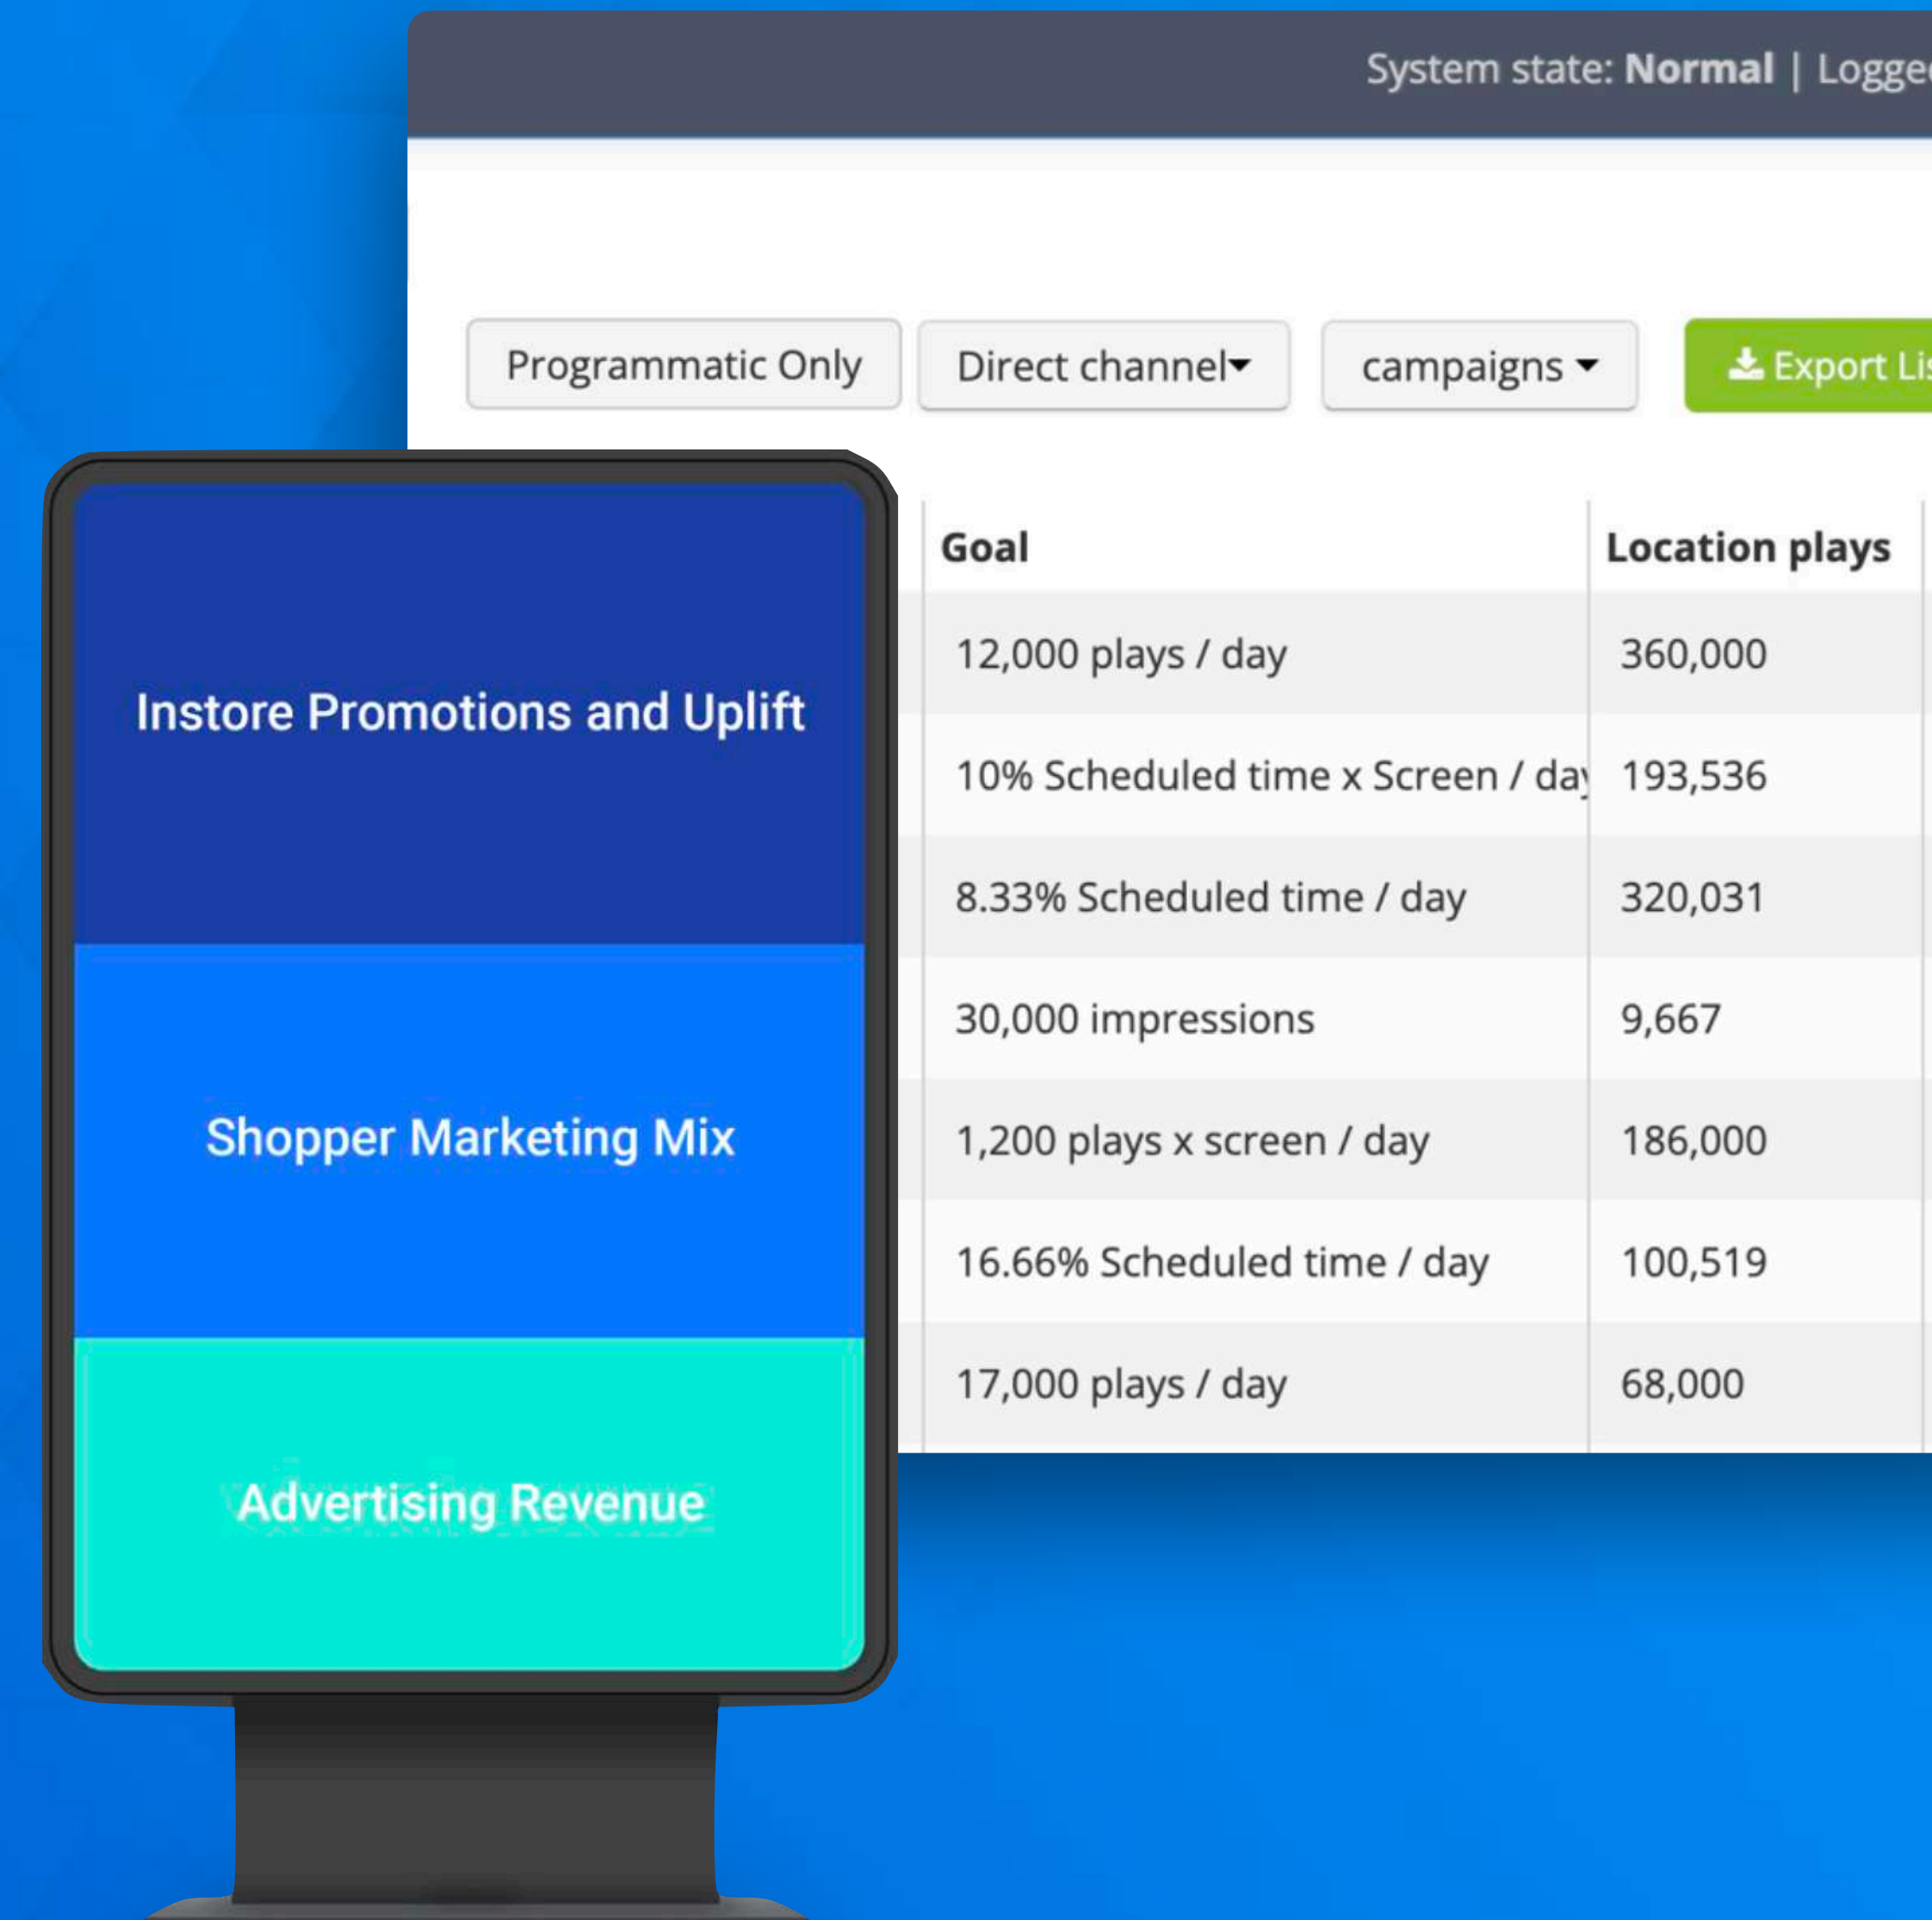 System state: Normal | Logged
Programmatic Only
Direct channel
campaigns
Export Lis
Goal
Location plays
12,000 plays / day
360,000
10% Scheduled time x Screen / day
193,536
8.33% Scheduled time / day
320,031
30,000 impressions
9,667
1,200 plays x screen / day
186,000
16.66% Scheduled time / day
100,519
17,000 plays / day
68,000
Instore Promotions and Uplift
Shopper Marketing Mix
Advertising Revenue